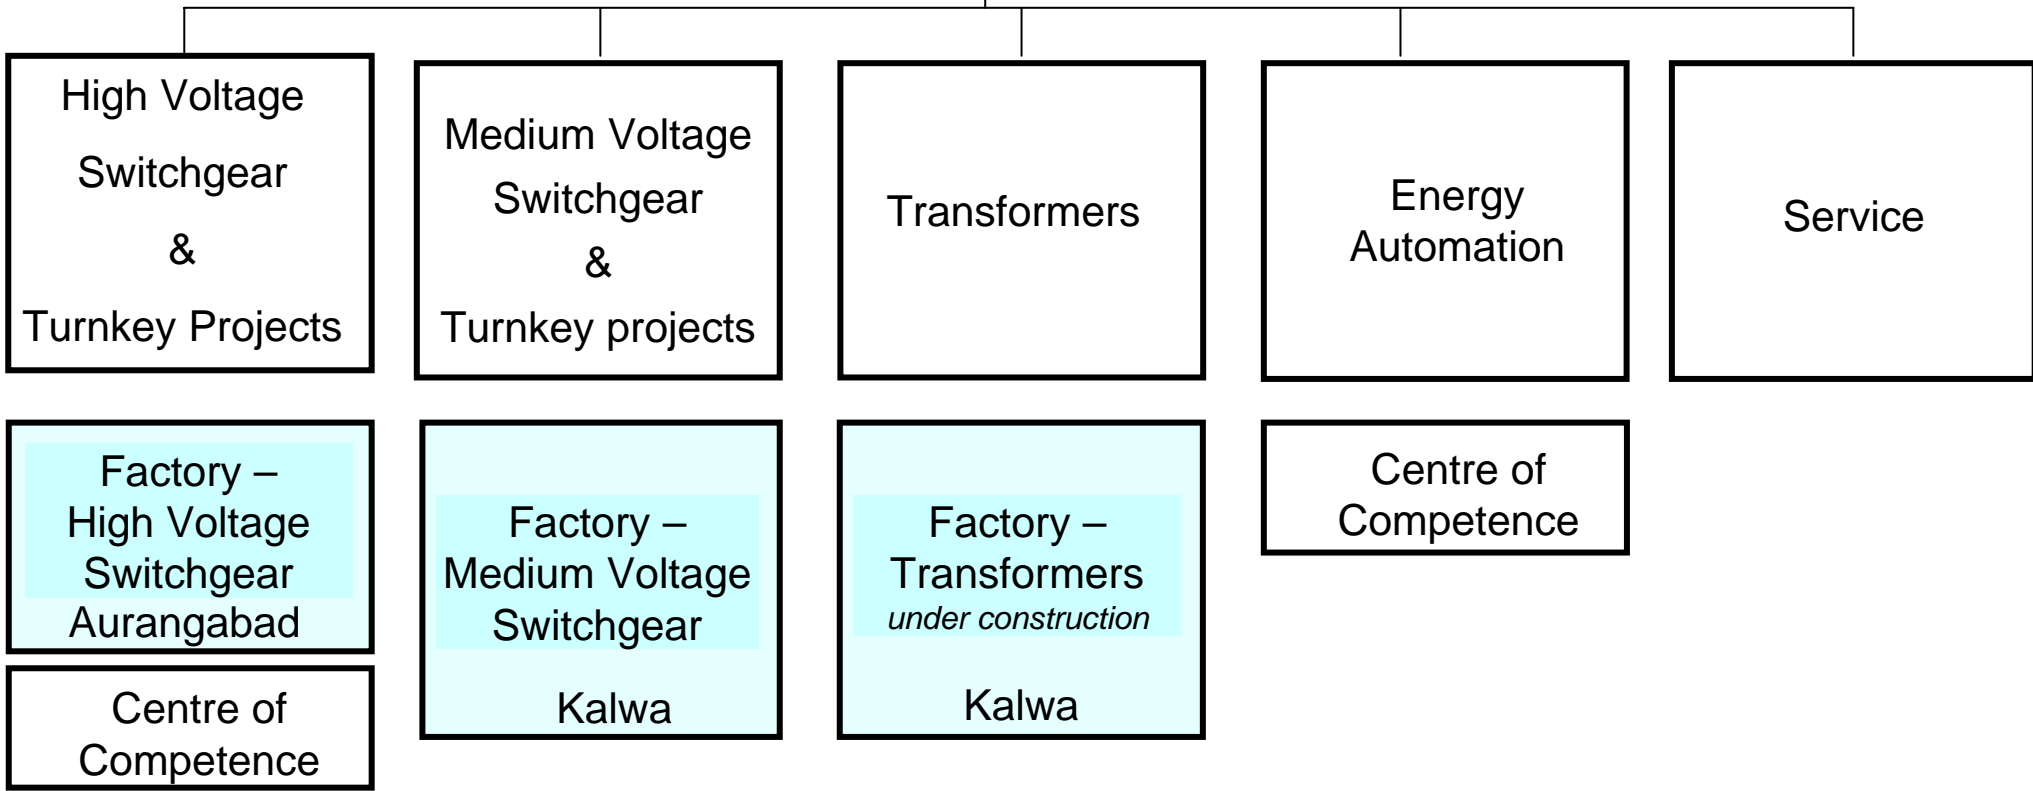 High Voltage
Switchgear
&
Turnkey Projects
Medium Voltage
Switchgear
&
Turnkey projects
Transformers
Energy
Automation
Service
Factory –
High Voltage
Switchgear
Aurangabad
Centre of
Competence
Factory –
Medium Voltage
Switchgear
Kalwa
Factory –
Transformers
under construction
Kalwa
Centre of
Competence